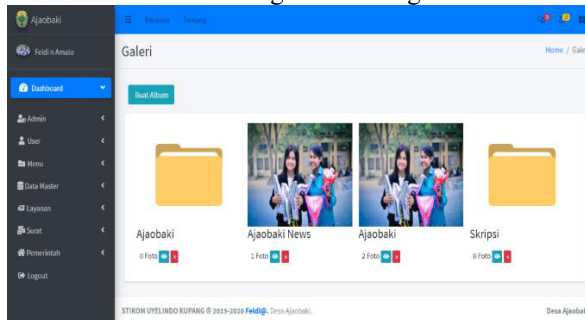 Ajaobaki
Beranda Tentang
Feldi n Amalo
Galeri
Home / Gale
Dashboard
Buat Album
Admin
User
Menu
Data Master
Layanan
Surat
Pemerintah
Logout
Ajaobaki
0 Foto
Ajaobaki News
1 Foto
Ajaobaki
2 Foto
Skripsi
0 Foto
STIKOM UYELINDO KUPANG © 2019-2020 Feldi@. Desa Ajaobaki.
Desa Ajaobak